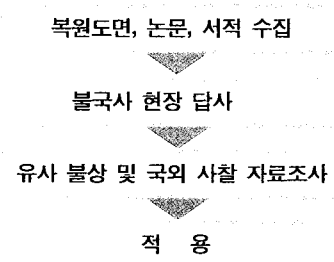 복원도면, 논문, 서적 수집
불국사 현장 답사
유사 불상 및 국외 사찰 자료조사
적 용